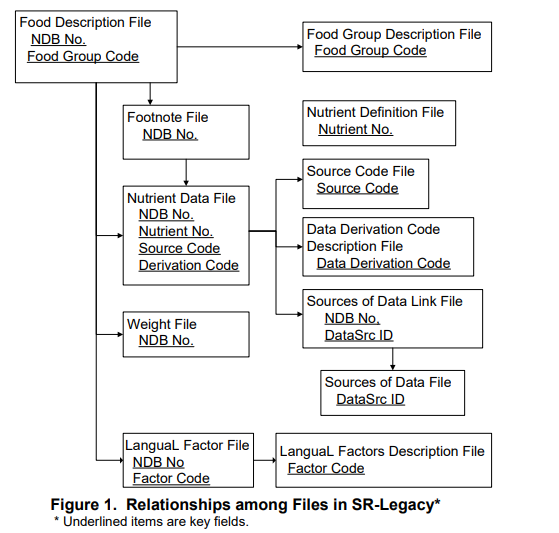 Food Description File
NDB No.
Food Group Code
Food Group Description File
Food Group Code
Footnote File
NDB No.
Nutrient Definition File
Nutrient No.
Nutrient Data File
NDB No.
Nutrient No.
Source Code
Derivation Code
Source Code File
Source Code
Data Derivation Code
Description File
Data Derivation Code
Sources of Data Link File
NDB No,
DataSrc ID
Weight File
NDB No.
Sources of Data File
DataSrc ID
LanguaL Factor File
NDB No
Factor Code
LanguaL Factors Description File
Factor Code
Figure 1. Relationships among Files in SR-Legacy*
* Underlined items are key fields.